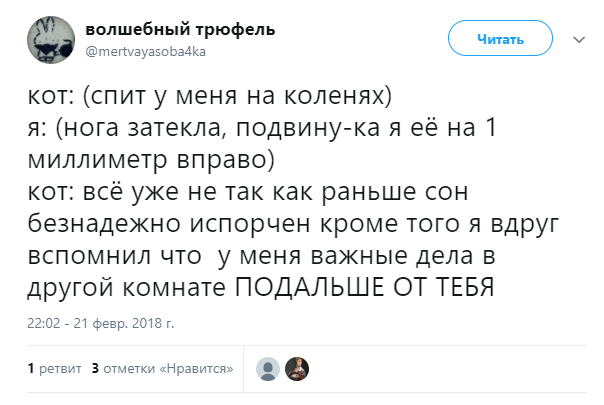 волшебный трюфель
@mertvayasoba4ka
Читать
кот: (спит у меня на коленях)
я: (нога затекла, подвину-ка я её на 1
миллиметр вправо)
кот: всё уже не так как раньше сон
безнадежно испорчен кроме того я вдруг
вспомнил что  у меня важные дела в
другой комнате ПОДАЛЬШЕ ОТ ТЕБЯ
22:02 - 21 февр. 2018 г.
1 ретвит 3 отметки «Нравится»